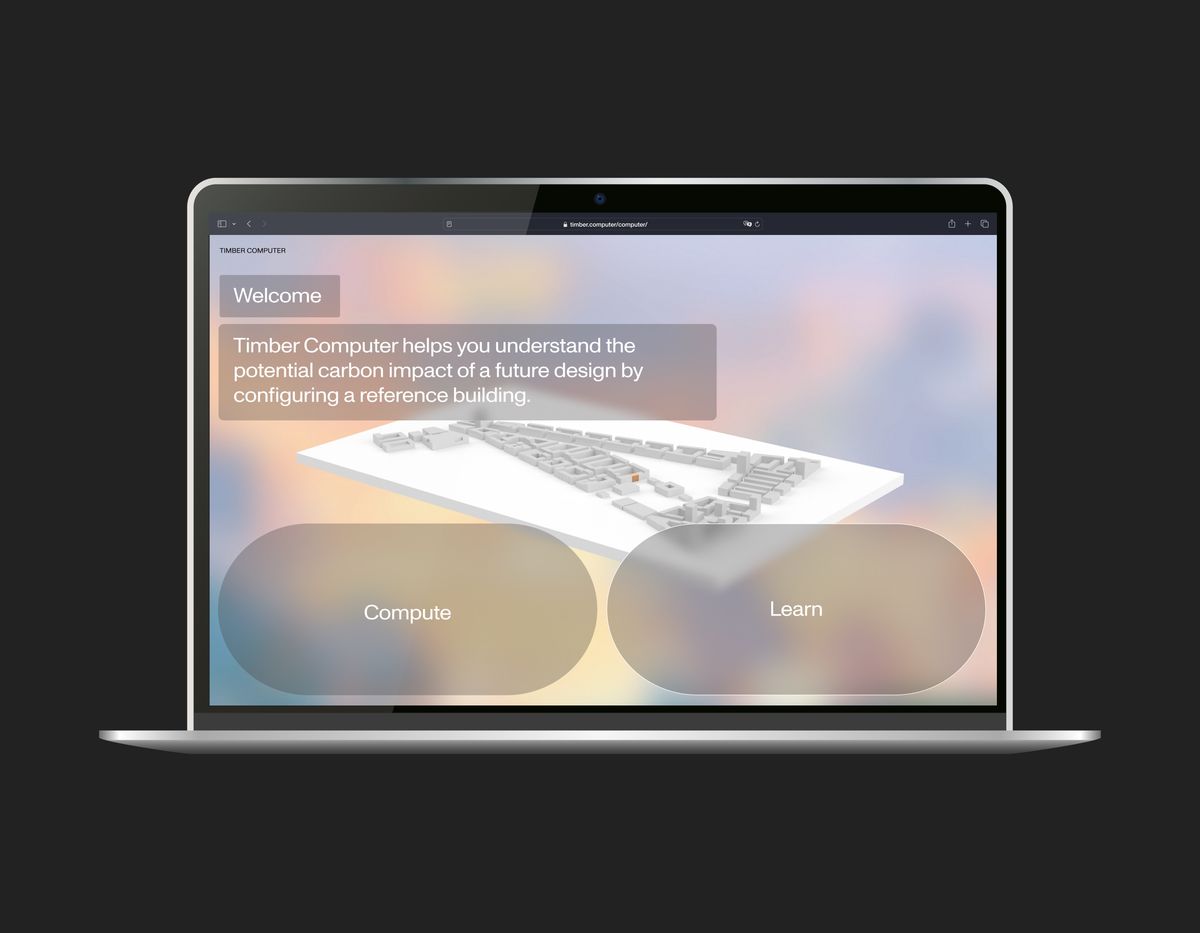 timber.computer/computer/
TIMBER COMPUTER
Welcome
Timber Computer helps you understand the
potential carbon impact of a future design by
configuring a reference building.
Compute
Learn